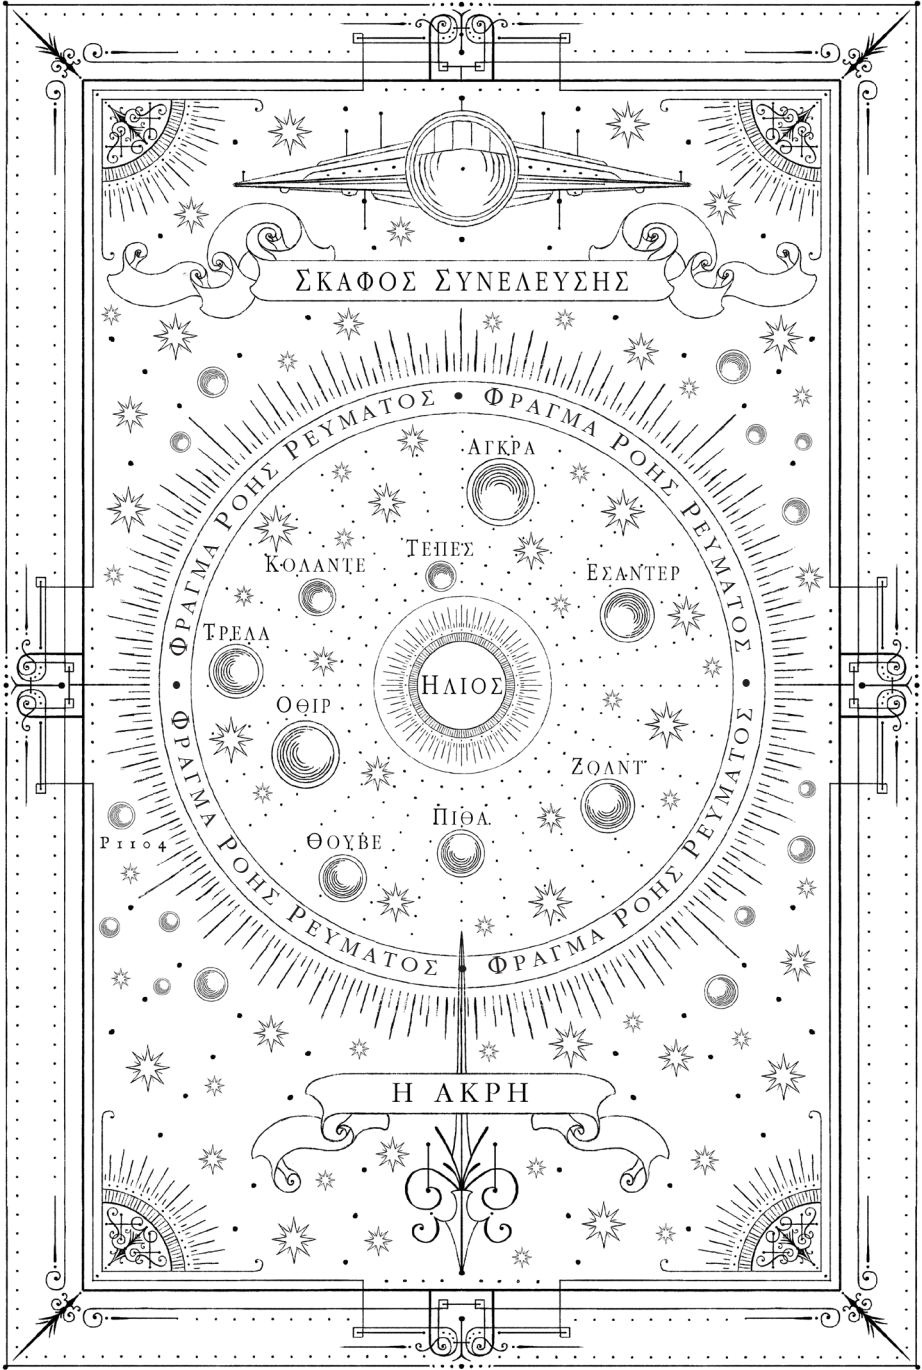 ΣΚΑΦΟΣ ΣΥΝΕΛΕΥΣΗΣ
ΦΡΑΓΜΑ ΡΟΗΣ ΡΕΥΜΑΤΟΣ • ΦΡΑΓΜΑ ΡΟΗΣ ΡΕΥΜΑΤΟΣ • ΦΡΑΓΜΑ ΡΟΗΣ ΡΕΥΜΑΤΟΣ • ΦΡΑΓΜΑ ΡΟΗΣ ΡΕΥΜΑΤΟΣ •
ΑΓΚΡΑ
ΤΕΠΕΣ
ΚΟΛΑΝΤΕ
ΕΣΑΝΤΕΡ
ΤΡΕΛΑ
ΗΛΙΟΣ
ΟΘΙΡ
ΖΟΛΝΤ
ΠΙΘΑ
Ρ1104
ΘΟΥΒΕ
Η ΑΚΡΗ